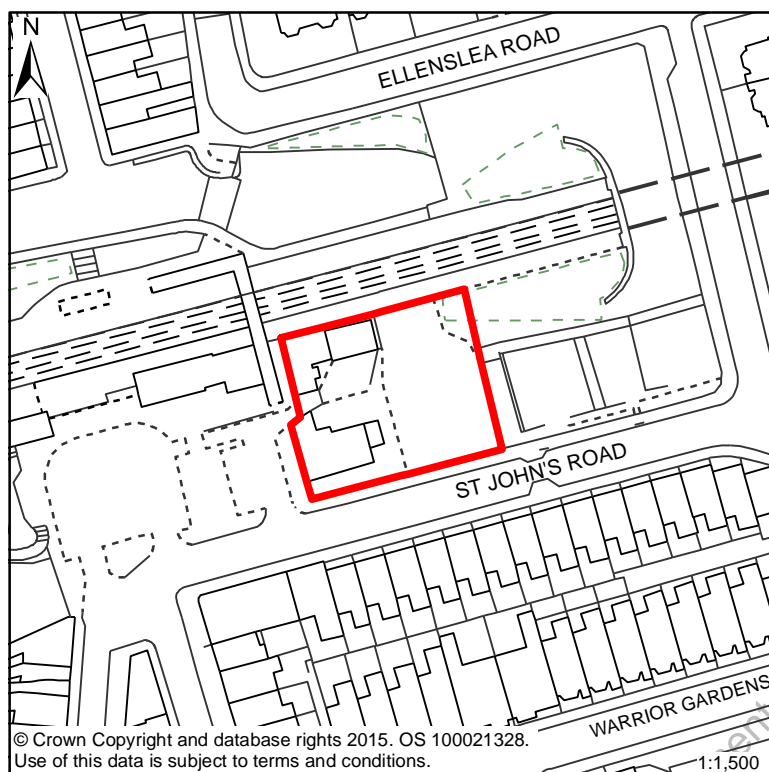 N
ELLENSLEA ROAD
ST JOHN'S ROAD
WARRIOR GARDENS
© Crown Copyright and database rights 2015. OS 100021328.
Use of this data is subject to terms and conditions.
1:1,500